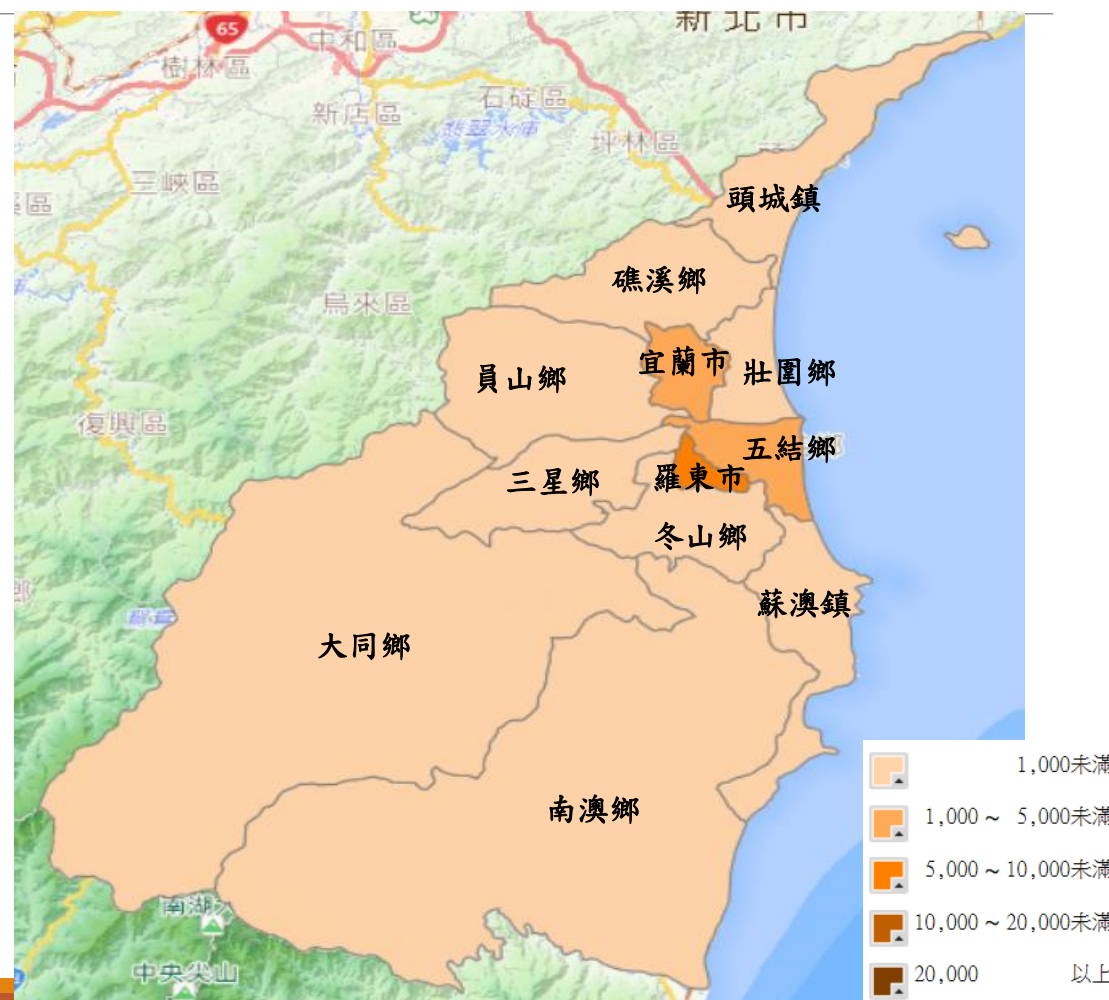 新北市
65
中和區
樹林區
石碇區
新店區
翡翠水庫
坪林區
三峽區
頭城鎮
礁溪鄉
烏來區
宜蘭市
壯圍鄉
員山鄉
復興區
五結鄉
三星鄉
羅東市
冬山鄉
蘇澳鎮
大同鄉
南澳鄉
南湖大
中央尖山
1,000未滿
1,000 ~ 5,000未滿
5,000 ~ 10,000未滿
10,000 ~ 20,000未滿
20,000 以上